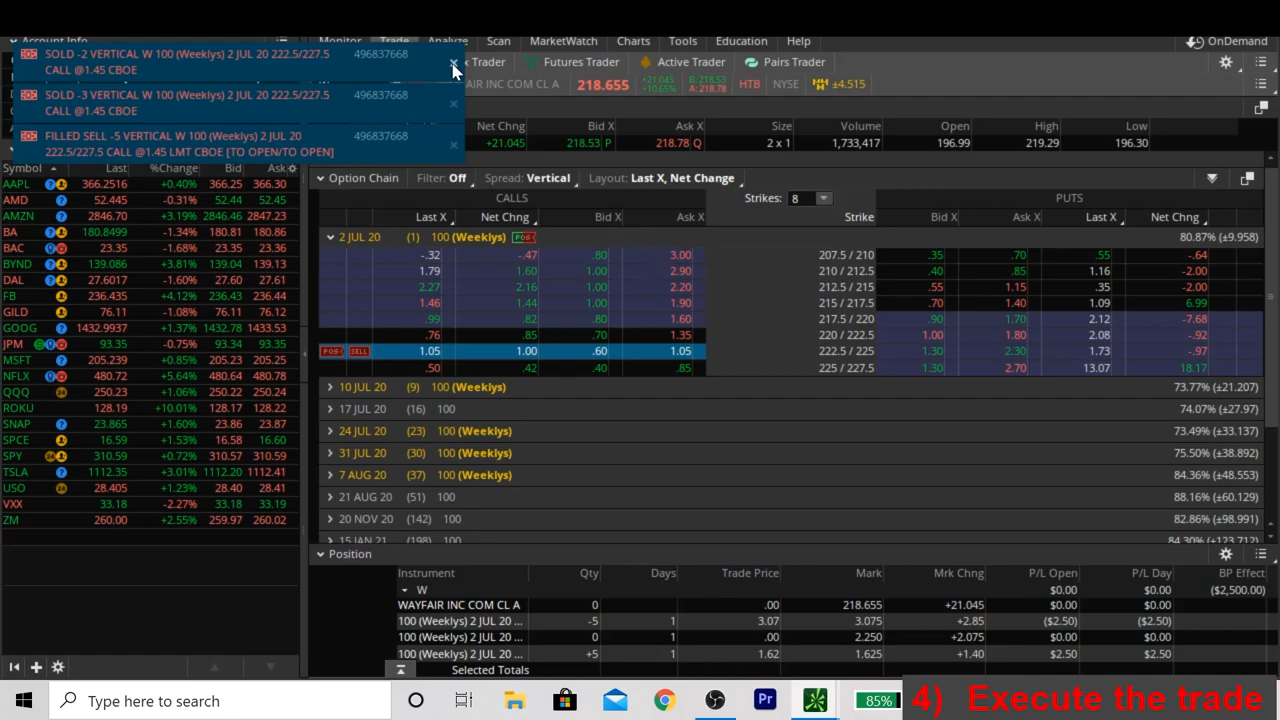 Account Info
Monitor Trade Analyze Scan MarketWatch Charts Tools Education Help OnDemand
SOLD -2 VERTICAL W 100 (Weeklys) 2 JUL 20 222.5/227.5 496837668
CALL @1.45 CBOE
SOLD -3 VERTICAL W 100 (Weeklys) 2 JUL 20 222.5/227.5 496837668
CALL @1.45 CBOE
FILLED SELL -5 VERTICAL W 100 (Weeklys) 2 JUL 20 496837668
222.5/227.5 CALL @1.45 LMT CBOE [TO OPEN/TO OPEN]
x Trader Futures Trader Active Trader Pairs Trader
AIR INC COM CL A 218.655 +21.045 +10.65% B: 218.53 A: 218.78 HTB NYSE ±4.515
Net Chng Bid X Ask X Size Volume Open High Low
+21.045 218.53 P 218.78 Q 2 x 1 1,733,417 196.99 219.29 196.30
Symbol Last %Change Bid Ask
AAPL 366.2516 +0.40% 366.25 366.30
AMD 52.445 -0.31% 52.44 52.45
AMZN 2846.70 +3.19% 2846.46 2847.23
BA 180.8499 -1.34% 180.81 180.86
BAC 23.35 -1.68% 23.35 23.36
BYND 139.086 +3.81% 139.04 139.13
DAL 27.6017 -1.60% 27.60 27.61
FB 236.435 +4.12% 236.43 236.44
GILD 76.11 -1.08% 76.11 76.12
GOOG 1432.9937 +1.37% 1432.78 1433.53
JPM 93.35 -0.75% 93.34 93.35
MSFT 205.239 +0.85% 205.23 205.25
NFLX 480.72 +5.64% 480.64 480.78
QQQ 250.23 +1.06% 250.22 250.24
ROKU 128.19 +10.01% 128.17 128.22
SNAP 23.865 +1.60% 23.86 23.87
SPCE 16.59 +1.53% 16.58 16.60
SPY 310.59 +0.72% 310.57 310.59
TSLA 1112.35 +3.01% 1112.20 1112.41
USO 28.405 +1.23% 28.40 28.41
VXX 33.18 -2.27% 33.18 33.19
ZM 260.00 +2.55% 259.97 260.02
Option Chain Filter: Off Spread: Vertical Layout: Last X, Net Change
CALLS Strikes: 8 PUTS
Last X Net Chng Bid X Ask X Strike Bid X Ask X Last X Net Chng
2 JUL 20 (1) 100 (Weeklys) POS 80.87% (±9.958)
-.32 -.47 .80 3.00 207.5 / 210 .35 .70 .55 -.64
1.79 1.60 1.00 2.90 210 / 212.5 .40 .85 1.16 -2.00
2.27 2.16 1.00 2.20 212.5 / 215 .55 1.15 .35 -2.00
1.46 1.44 1.00 1.90 215 / 217.5 .70 1.40 1.09 6.99
.99 .82 .80 1.60 217.5 / 220 .90 1.70 2.12 -7.68
.76 .85 .70 1.35 220 / 222.5 1.00 1.80 2.08 -.92
POS SELL 1.05 1.00 .60 1.05 222.5 / 225 1.30 2.30 1.73 -.97
.50 .42 .40 .85 225 / 227.5 1.30 2.70 13.07 18.17
10 JUL 20 (9) 100 (Weeklys) 73.77% (±21.207)
17 JUL 20 (16) 100 74.07% (±27.97)
24 JUL 20 (23) 100 (Weeklys) 73.49% (±33.137)
31 JUL 20 (30) 100 (Weeklys) 75.50% (±38.892)
7 AUG 20 (37) 100 (Weeklys) 84.36% (±48.553)
21 AUG 20 (51) 100 88.16% (±60.129)
20 NOV 20 (142) 100 82.86% (±98.991)
15 JAN 21 (198) 100 84.30% (±123.712)
Position
Instrument Qty Days Trade Price Mark Mrk Chng P/L Open P/L Day BP Effect
W $0.00 $0.00 ($2,500.00)
WAYFAIR INC COM CL A 0 .00 218.655 +21.045 $0.00 $0.00
100 (Weeklys) 2 JUL 20 ... -5 1 3.07 3.075 +2.85 ($2.50) ($2.50)
100 (Weeklys) 2 JUL 20 ... 0 1 .00 2.250 +2.075 $0.00 $0.00
100 (Weeklys) 2 JUL 20 ... +5 1 1.62 1.625 +1.40 $2.50 $2.50
Selected Totals
Type here to search Pr 85% 4) Execute the trade